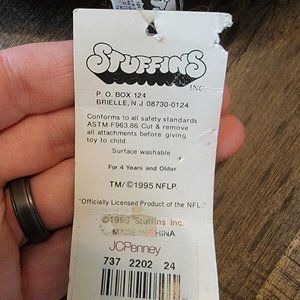 STUFFINS
INC.
P. O. BOX 124
BRIELLE, N.J 08730-0124
Conforms to all safety standards
ASTM-F963.86. Cut & remove
all attachments before giving
toy to child.
Surface washable
For 4 Years and Older
TM/©1995 NFLP.
"Officially Licensed Product of the NFL."
©1995 Stuffins Inc.
MADE IN CHINA
JCPenney
737 2202 24